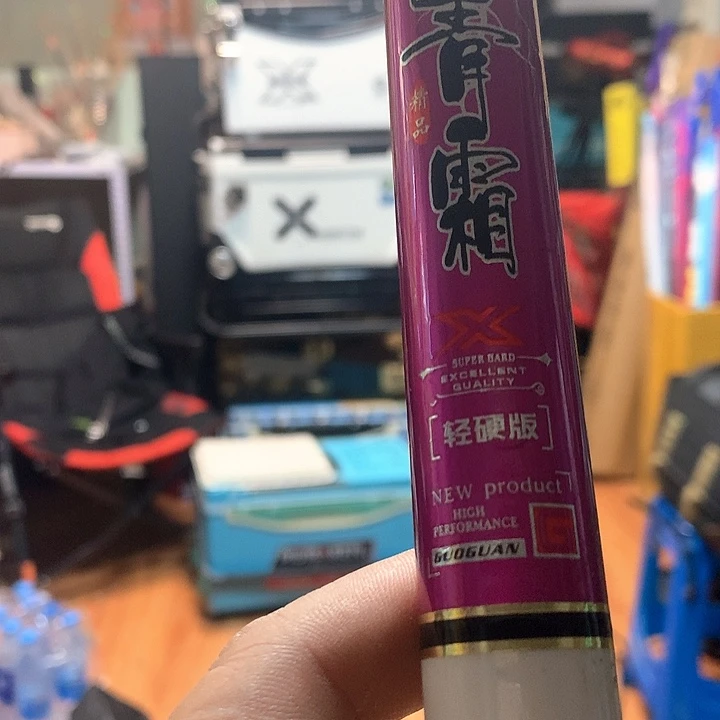 青霜
精品
SUPER HARD
EXCELLENT
QUALITY
轻硬版
NEW product
HIGH
PERFORMANCE
GUOGUAN